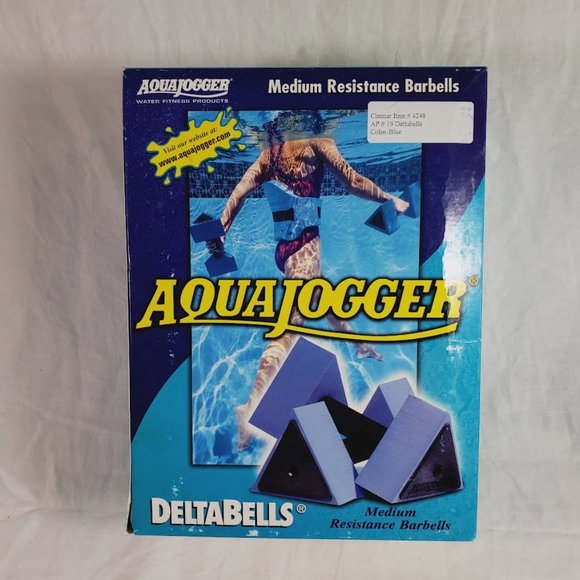 AQUAJOGGER®
WATER FITNESS PRODUCTS
Medium Resistance Barbells
Cinmar Item # 4248
AP # 19 Deltabells
Color-Blue
Visit our website at:
www.aquajogger.com
AQUAJOGGER®
DELTABELLS®
Medium
Resistance Barbells